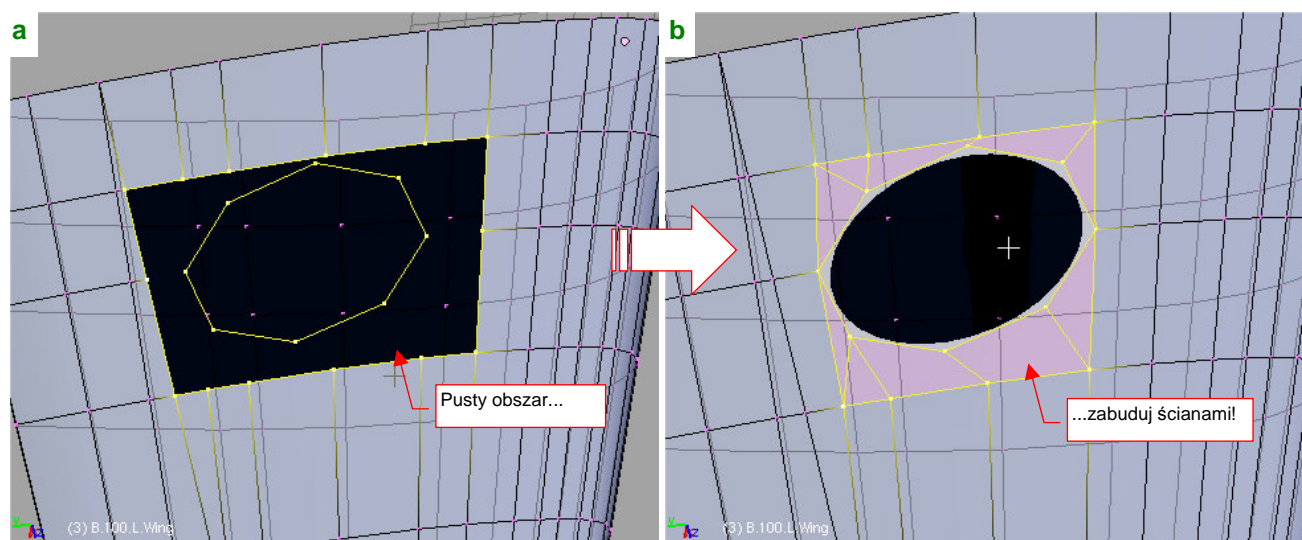 a
b
Pusty obszar...
...zabuduj ścianami!
(3) B.100.L.Wing
(3) B.100.L.Wing